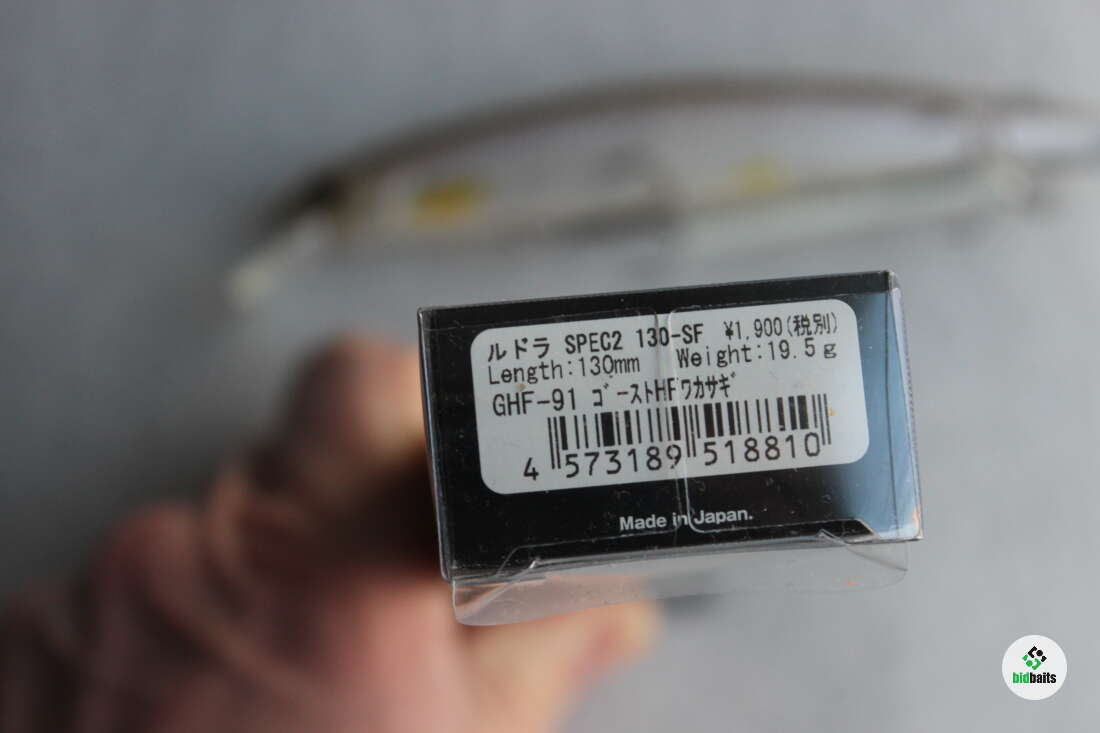 ルドラ SPEC2 130-SF ¥1,900(税別)
Length:130mm Weight:19.5g
GHF-91 ゴーストHFワカサギ
4 573189 518810
Made in Japan.
bidbaits